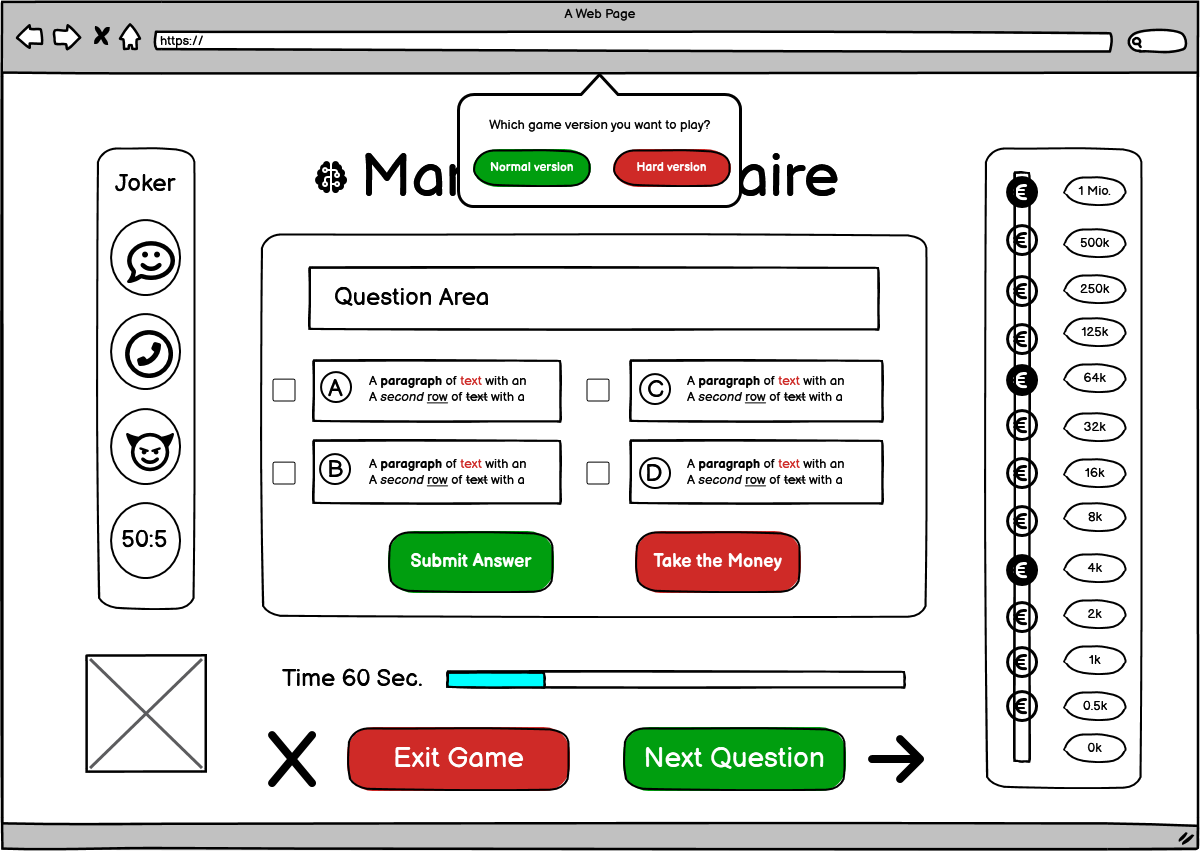 A Web Page
https://
Which game version you want to play?
Normal version
Hard version
Joker
50:5
Question Area
A
A paragraph of text with an
A second row of text with a
B
A paragraph of text with an
A second row of text with a
C
A paragraph of text with an
A second row of text with a
D
A paragraph of text with an
A second row of text with a
Submit Answer
Take the Money
Time 60 Sec.
Exit Game
Next Question
€ 1 Mio.
€ 500k
€ 250k
€ 125k
€ 64k
€ 32k
€ 16k
€ 8k
€ 4k
€ 2k
€ 1k
€ 0.5k
0k